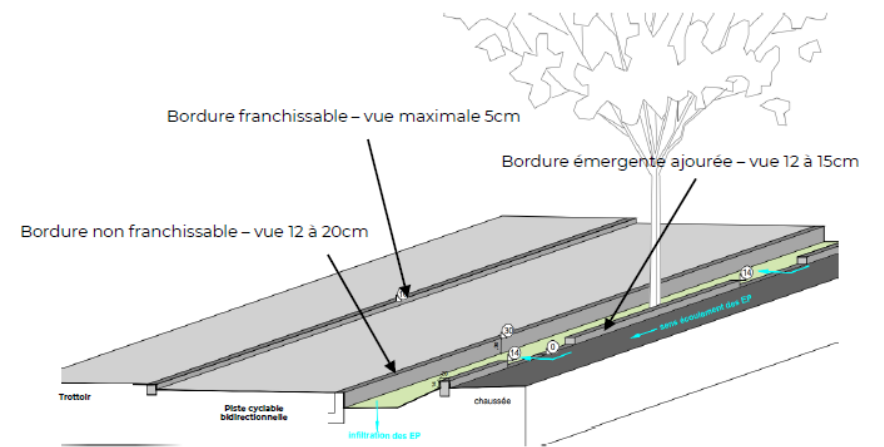 Bordure franchissable – vue maximale 5cm
Bordure émergente ajourée – vue 12 à 15cm
Bordure non franchissable – vue 12 à 20cm
14
sens écoulement des EP
30
0
14
Trottoir
Piste cyclable
bidirectionnelle
chaussée
infiltration des EP